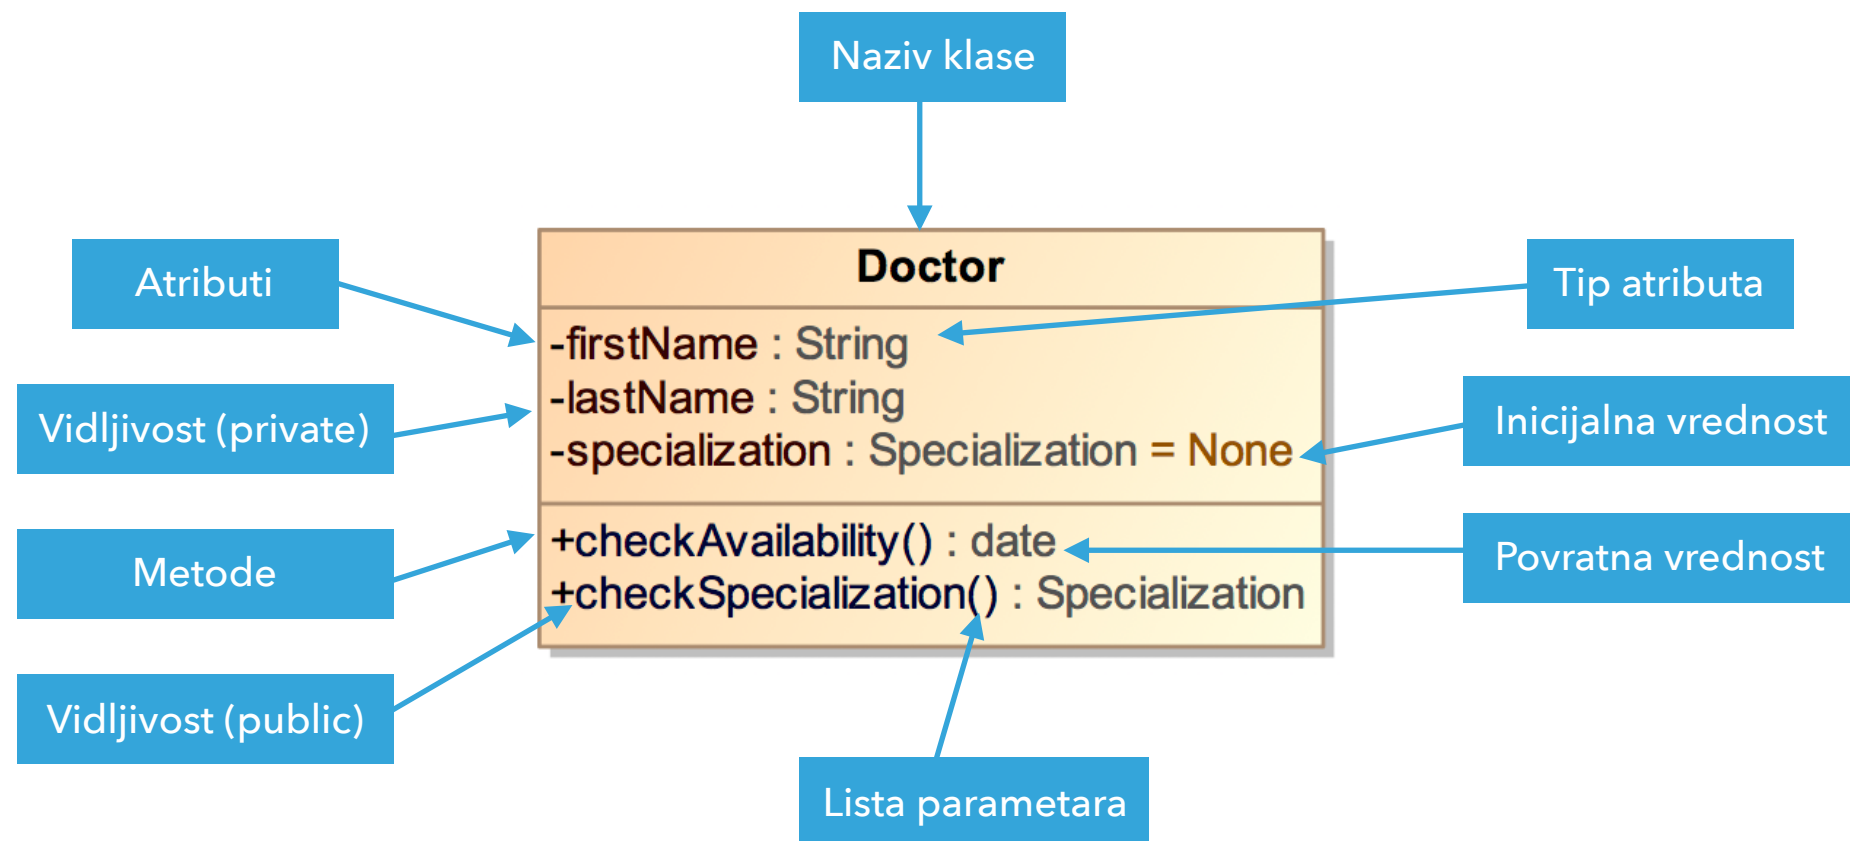 Naziv klase
Atributi
Doctor
Tip atributa
-firstName : String
Vidljivost (private)
-lastName : String
Inicijalna vrednost
-specialization : Specialization = None
Metode
+checkAvailability() : date
Povratna vrednost
+checkSpecialization() : Specialization
Vidljivost (public)
Lista parametara